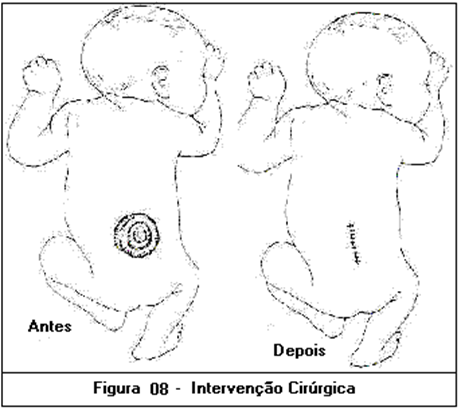 Antes
Depois
Figura 08 - Intervenção Cirúrgica